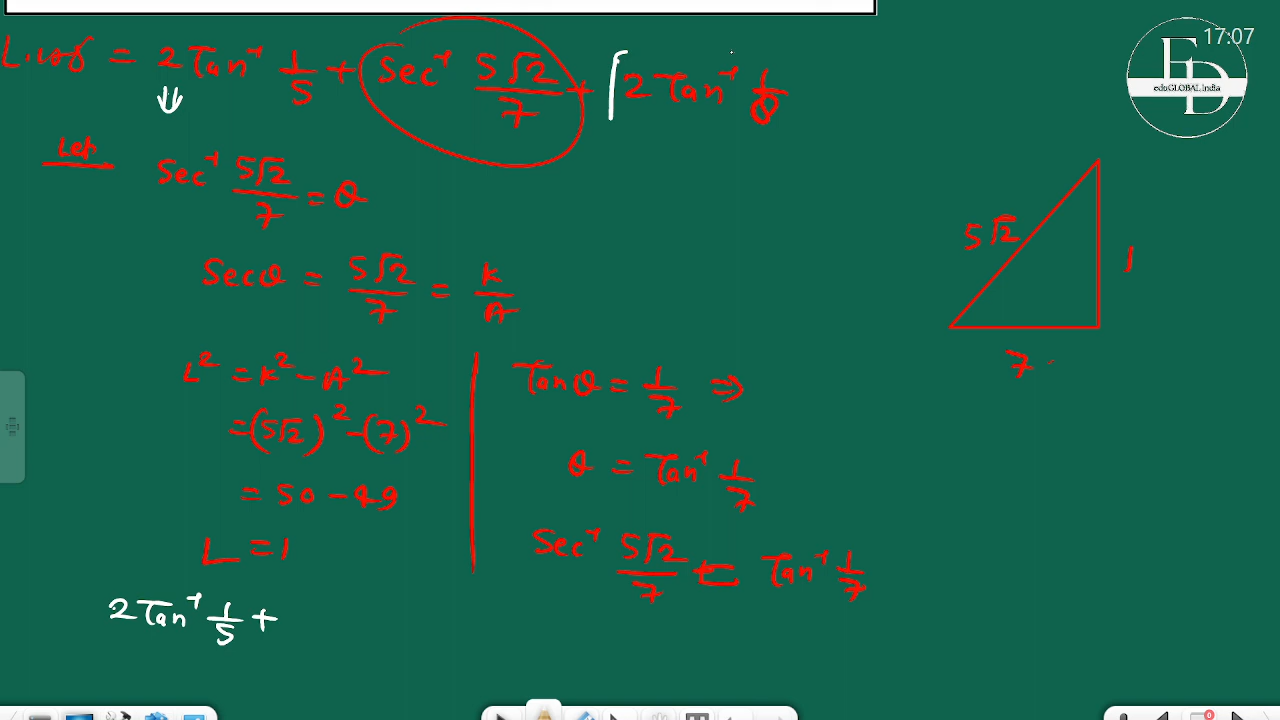 L.H.S = 2 Tan⁻¹ 1/5 + Sec⁻¹ 5√2/7 + [2 Tan⁻¹ 1/8
17:07
eduGLOBAL.India
Let Sec⁻¹ 5√2/7 = θ
5√2
1
7
Secθ = 5√2/7 = K/A
L² = K² - A²
= (5√2)² - (7)²
= 50 - 49
L = 1
Tanθ = 1/7 ⇒
θ = Tan⁻¹ 1/7
Sec⁻¹ 5√2/7 = Tan⁻¹ 1/7
2 Tan⁻¹ 1/5 +